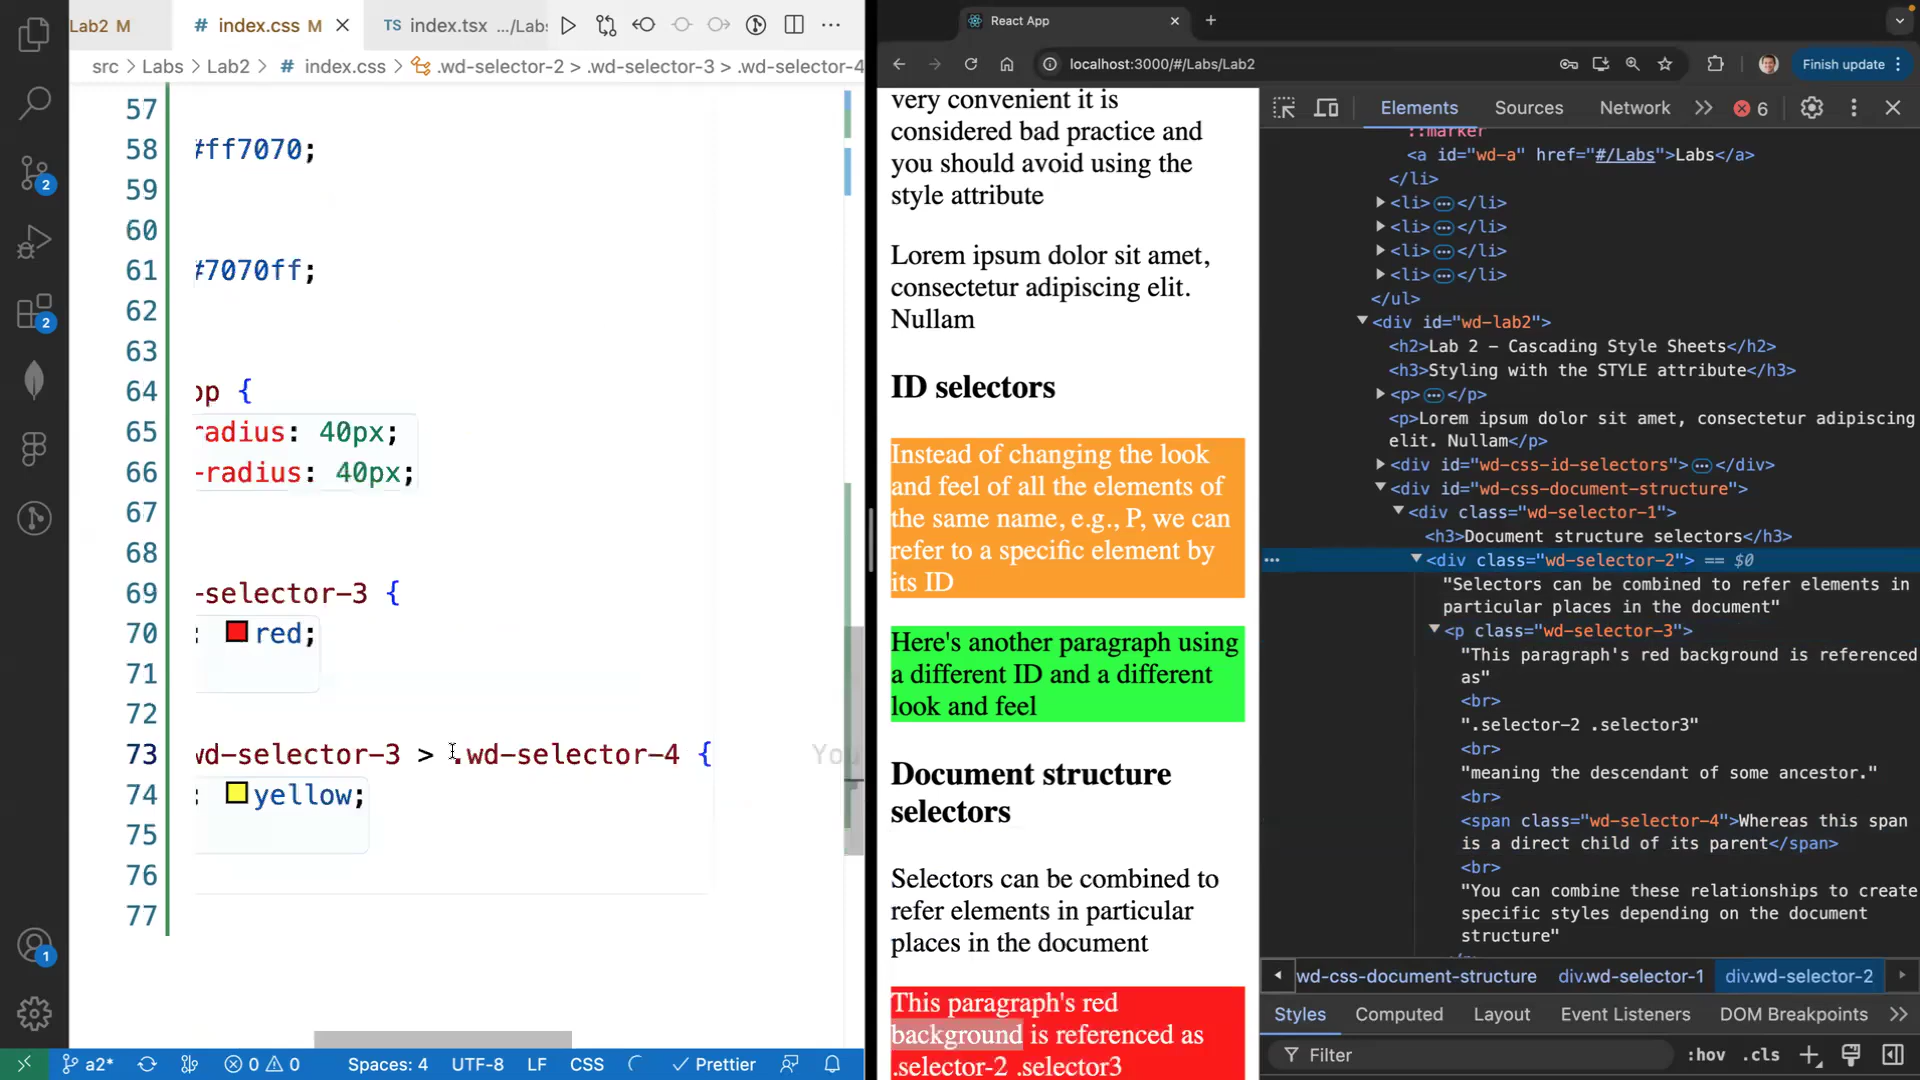 Lab2 M
# index.css M
TS index.tsx .../Labs
src > Labs > Lab2 > # index.css > .wd-selector-2 > .wd-selector-3 > .wd-selector-4
57
58 #ff7070;
59
60
61 #7070ff;
62
63
64 op {
65 radius: 40px;
66 -radius: 40px;
67
68
69 -selector-3 {
70 : red;
71
72
73 wd-selector-3 > .wd-selector-4 { You
74 : yellow;
75
76
77
2
2
1
a2*
0 0
Spaces: 4
UTF-8
LF
CSS
Prettier
React App
localhost:3000/#/Labs/Lab2
Finish update
very convenient it is
considered bad practice and
you should avoid using the
style attribute
Lorem ipsum dolor sit amet,
consectetur adipiscing elit.
Nullam
ID selectors
Instead of changing the look
and feel of all the elements of
the same name, e.g., P, we can
refer to a specific element by
its ID
Here's another paragraph using
a different ID and a different
look and feel
Document structure
selectors
Selectors can be combined to
refer elements in particular
places in the document
This paragraph's red
background is referenced as
.selector-2 .selector3
Elements
Sources
Network
6
::marker
<a id="wd-a" href="#/Labs">Labs</a>
</li>
<li>…</li>
<li>…</li>
<li>…</li>
<li>…</li>
</ul>
<div id="wd-lab2">
<h2>Lab 2 – Cascading Style Sheets</h2>
<h3>Styling with the STYLE attribute</h3>
<p>…</p>
<p>Lorem ipsum dolor sit amet, consectetur adipiscing
elit. Nullam</p>
<div id="wd-css-id-selectors">…</div>
<div id="wd-css-document-structure">
<div class="wd-selector-1">
<h3>Document structure selectors</h3>
<div class="wd-selector-2"> == $0
"Selectors can be combined to refer elements in
particular places in the document"
<p class="wd-selector-3">
"This paragraph's red background is referenced
as"
<br>
".selector-2 .selector3"
<br>
"meaning the descendant of some ancestor."
<br>
<span class="wd-selector-4">Whereas this span
is a direct child of its parent</span>
<br>
"You can combine these relationships to create
specific styles depending on the document
structure"
wd-css-document-structure
div.wd-selector-1
div.wd-selector-2
Styles
Computed
Layout
Event Listeners
DOM Breakpoints
Filter
:hov
.cls